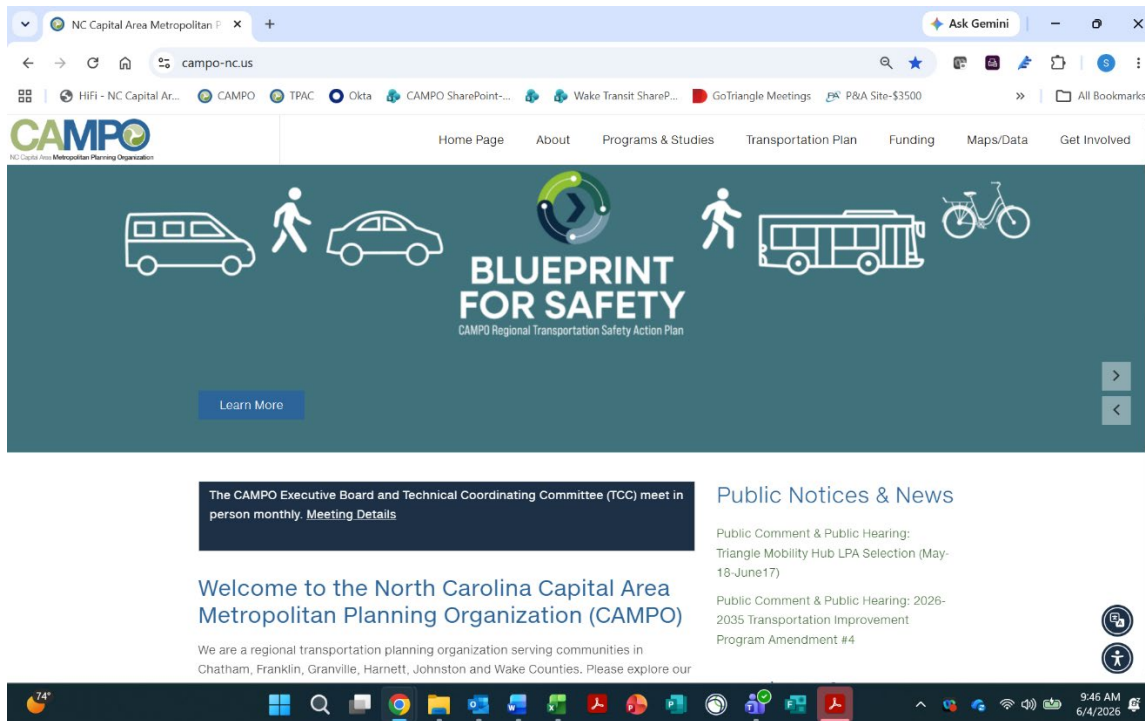 NC Capital Area Metropolitan P
Ask Gemini
campo-nc.us
S
HiFi - NC Capital Ar...
CAMPO
TPAC
Okta
CAMPO SharePoint-...
Wake Transit ShareP...
GoTriangle Meetings
P&A Site-$3500
»
All Bookmarks
CAMPO
NC Capital Area Metropolitan Planning Organization
Home Page
About
Programs & Studies
Transportation Plan
Funding
Maps/Data
Get Involved
BLUEPRINT
FOR SAFETY
CAMPO Regional Transportation Safety Action Plan
Learn More
The CAMPO Executive Board and Technical Coordinating Committee (TCC) meet in
person monthly. Meeting Details
Welcome to the North Carolina Capital Area
Metropolitan Planning Organization (CAMPO)
We are a regional transportation planning organization serving communities in
Chatham, Franklin, Granville, Harnett, Johnston and Wake Counties. Please explore our
Public Notices & News
Public Comment & Public Hearing:
Triangle Mobility Hub LPA Selection (May-
18-June17)
Public Comment & Public Hearing: 2026-
2035 Transportation Improvement
Program Amendment #4
74°
9:46 AM
6/4/2026